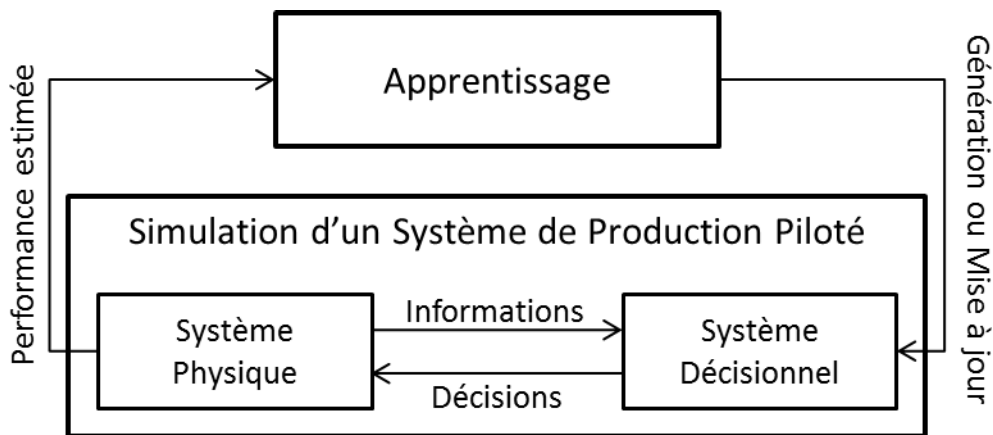 Apprentissage
Performance estimée
Génération ou Mise à jour
Simulation d’un Système de Production Piloté
Système
Physique
Informations
Décisions
Système
Décisionnel